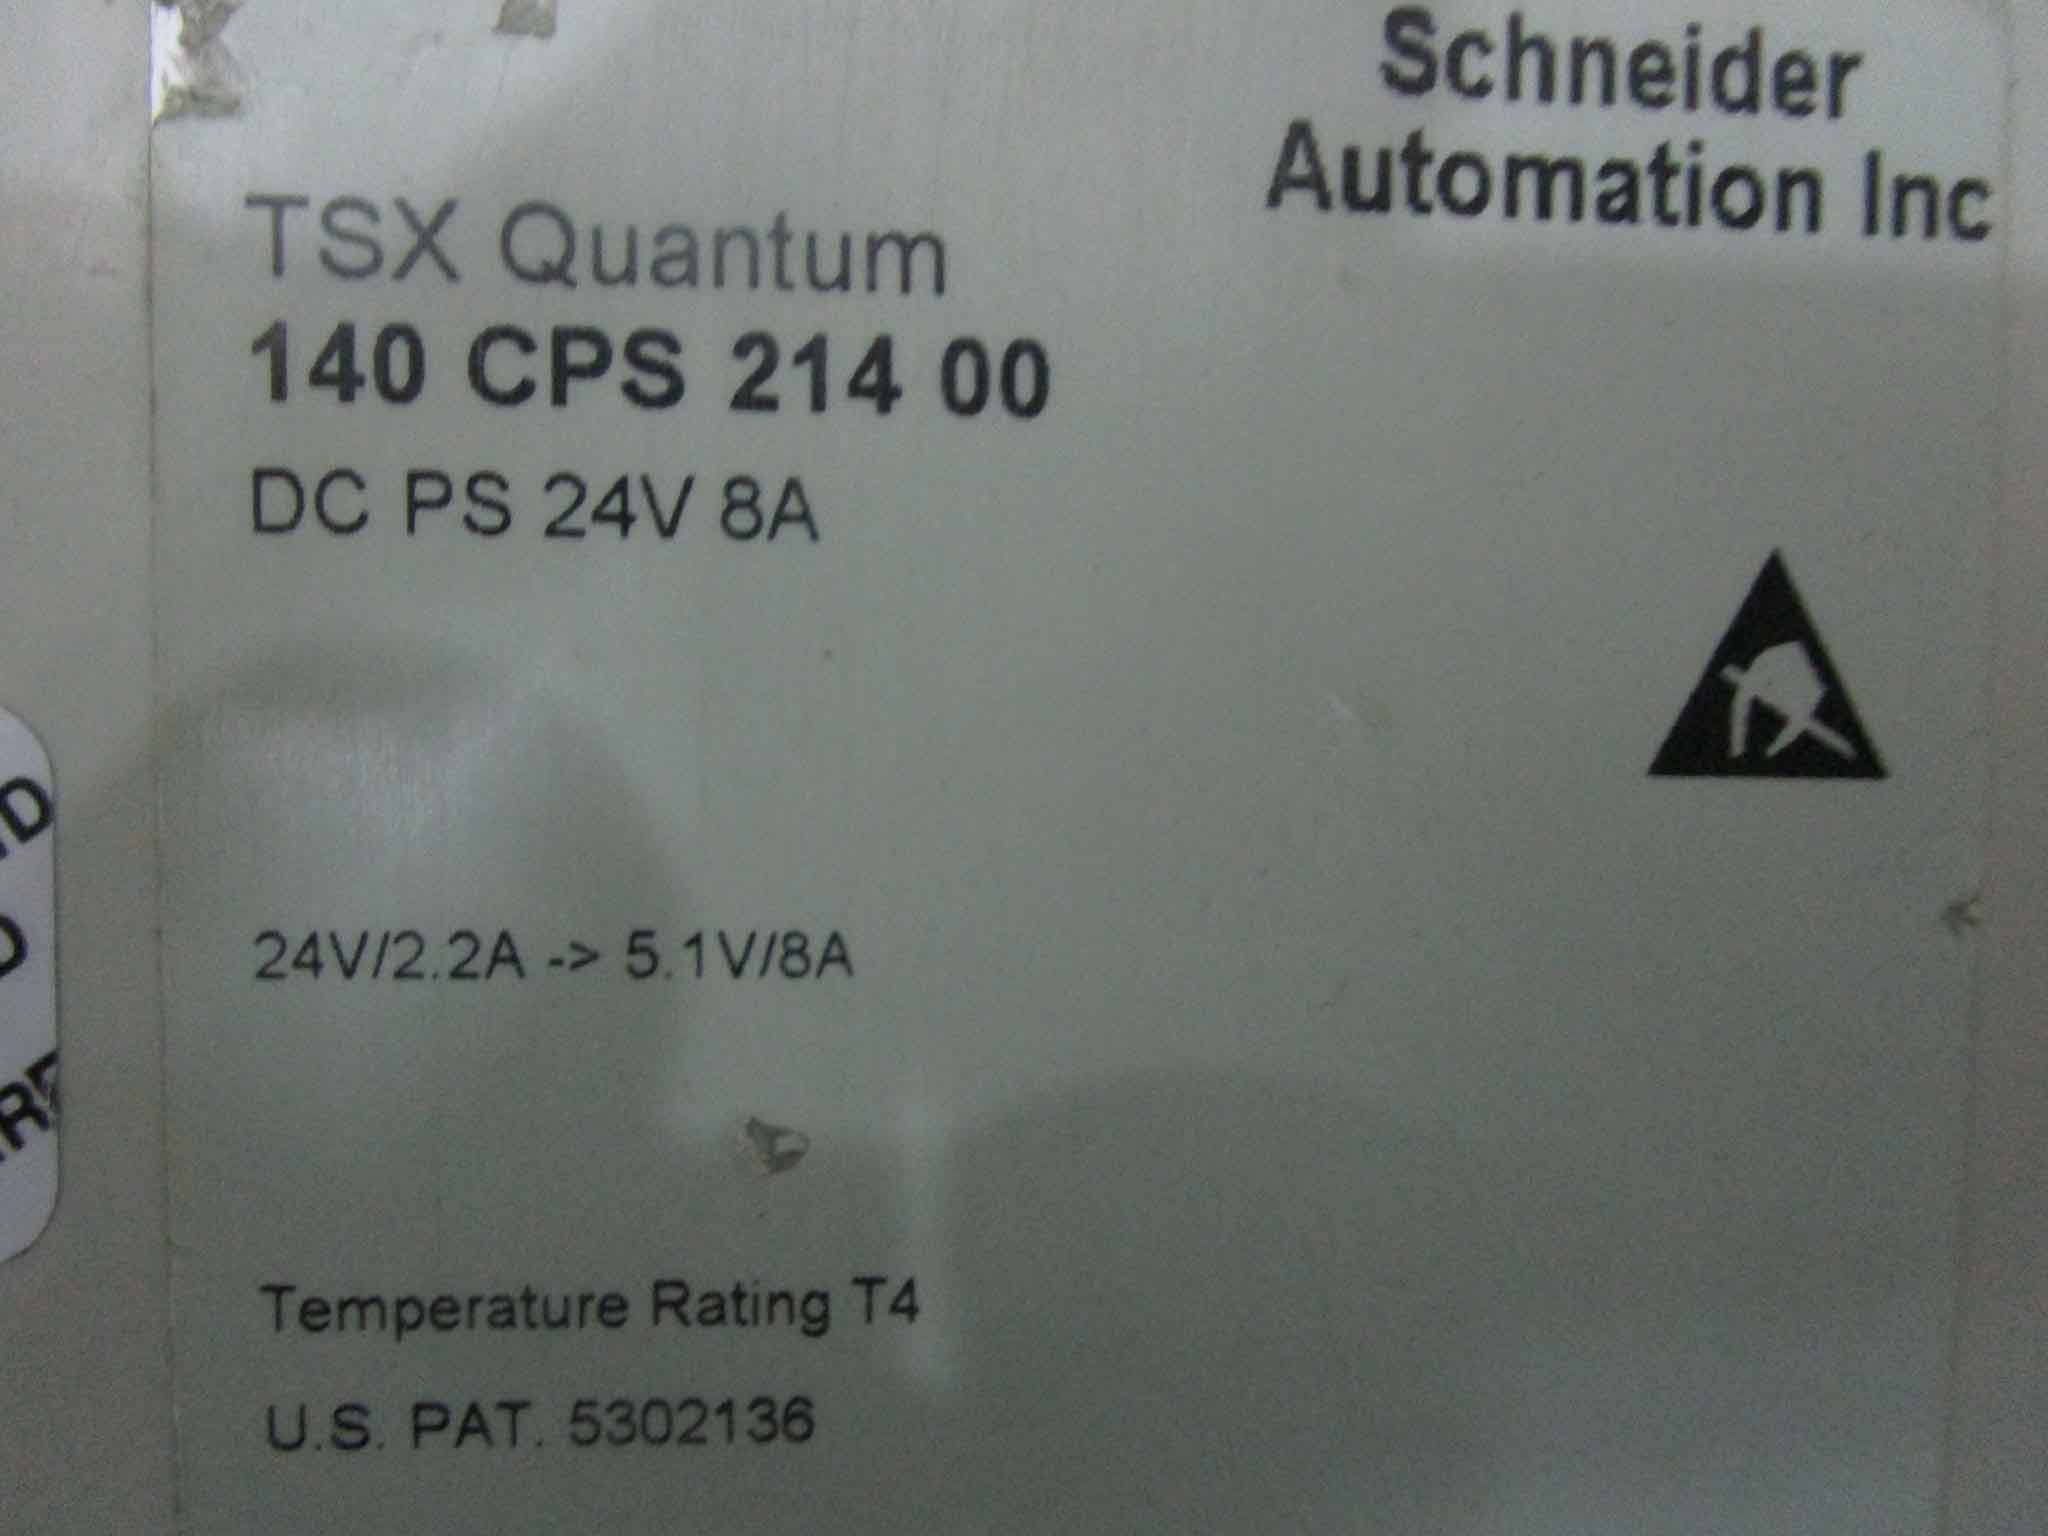 Schneider
Automation Inc
TSX Quantum
140 CPS 214 00
DC PS 24V 8A
24V/2.2A -> 5.1V/8A
Temperature Rating T4
U.S. PAT. 5302136